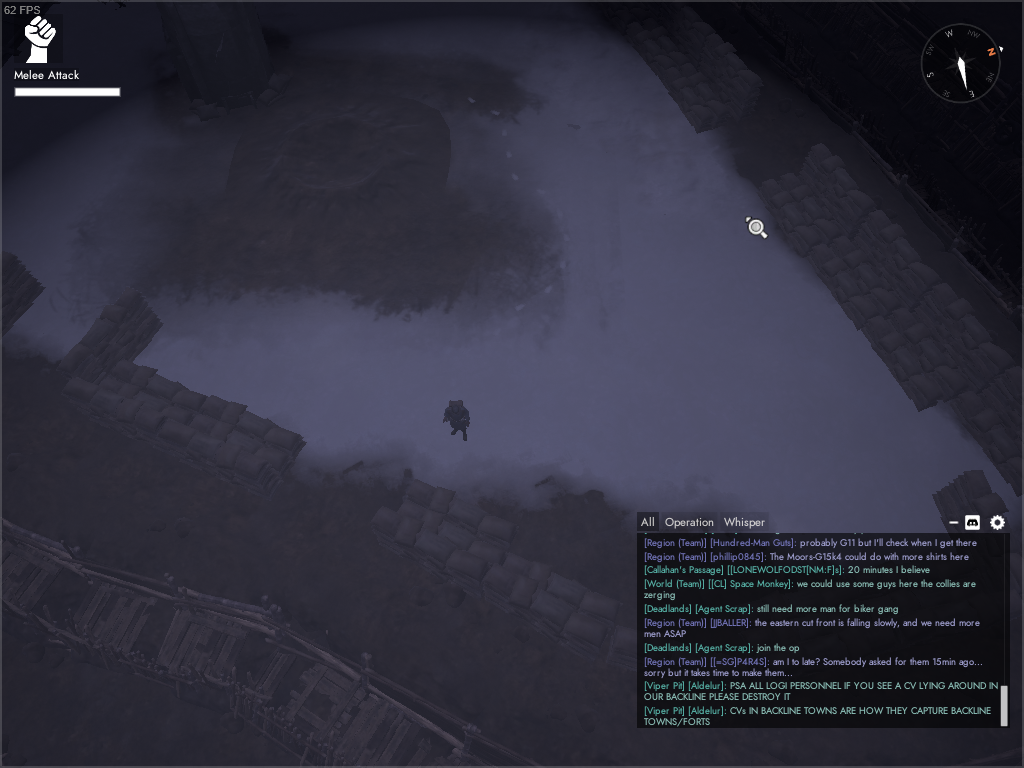 62 FPS
Melee Attack
W
NW
N
NE
E
SE
S
SW
All Operation Whisper
[Region (Team)] [Hundred-Man Guts]: probably G11 but I'll check when I get there
[Region (Team)] [phillip0845]: The Moors-G15k4 could do with more shirts here
[Callahan's Passage] [[LONEWOLFODST[NM:F]s]: 20 minutes I believe
[World (Team)] [[CL] Space Monkey]: we could use some guys here the collies are
zerging
[Deadlands] [Agent Scrap]: still need more man for biker gang
[Region (Team)] [JJBALLER]: the eastern cut front is falling slowly, and we need more
men ASAP
[Deadlands] [Agent Scrap]: join the op
[Region (Team)] [[=SG]P4R4S]: am I to late? Somebody asked for them 15min ago...
sorry but it takes time to make them...
[Viper Pit] [Aldelur]: PSA ALL LOGI PERSONNEL IF YOU SEE A CV LYING AROUND IN
OUR BACKLINE PLEASE DESTROY IT
[Viper Pit] [Aldelur]: CVs IN BACKLINE TOWNS ARE HOW THEY CAPTURE BACKLINE
TOWNS/FORTS